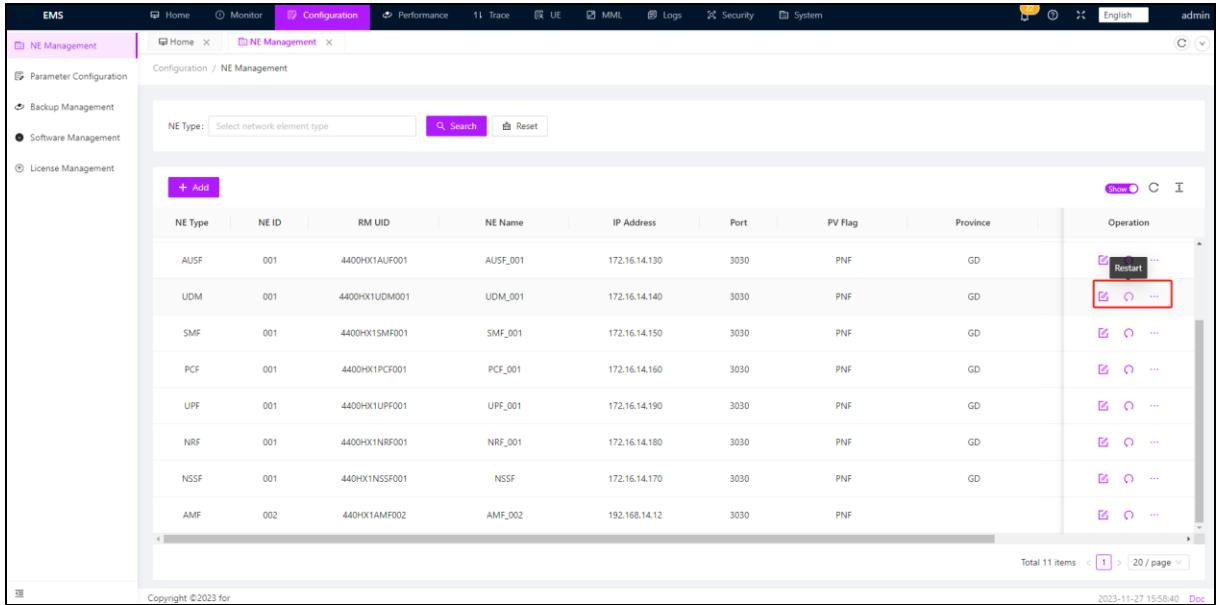 EMS Home Monitor Configuration Performance Trace UE MML Logs Security System 22 English admin
NE Management
Parameter Configuration
Backup Management
Software Management
License Management
Home NE Management
Configuration / NE Management
NE Type: Select network element type Search Reset
+ Add Show
NE Type NE ID RM UID NE Name IP Address Port PV Flag Province Operation
AUSF 001 4400HX1AUF001 AUSF_001 172.16.14.130 3030 PNF GD ...
Restart
UDM 001 4400HX1UDM001 UDM_001 172.16.14.140 3030 PNF GD ...
SMF 001 4400HX1SMF001 SMF_001 172.16.14.150 3030 PNF GD ...
PCF 001 4400HX1PCF001 PCF_001 172.16.14.160 3030 PNF GD ...
UPF 001 4400HX1UPF001 UPF_001 172.16.14.190 3030 PNF GD ...
NRF 001 4400HX1NRF001 NRF_001 172.16.14.180 3030 PNF GD ...
NSSF 001 440HX1NSSF001 NSSF 172.16.14.170 3030 PNF GD ...
AMF 002 440HX1AMF002 AMF_002 192.168.14.12 3030 PNF ...
Total 11 items < 1 > 20 / page
Copyright ©2023 for 2023-11-27 15:58:40 Doc